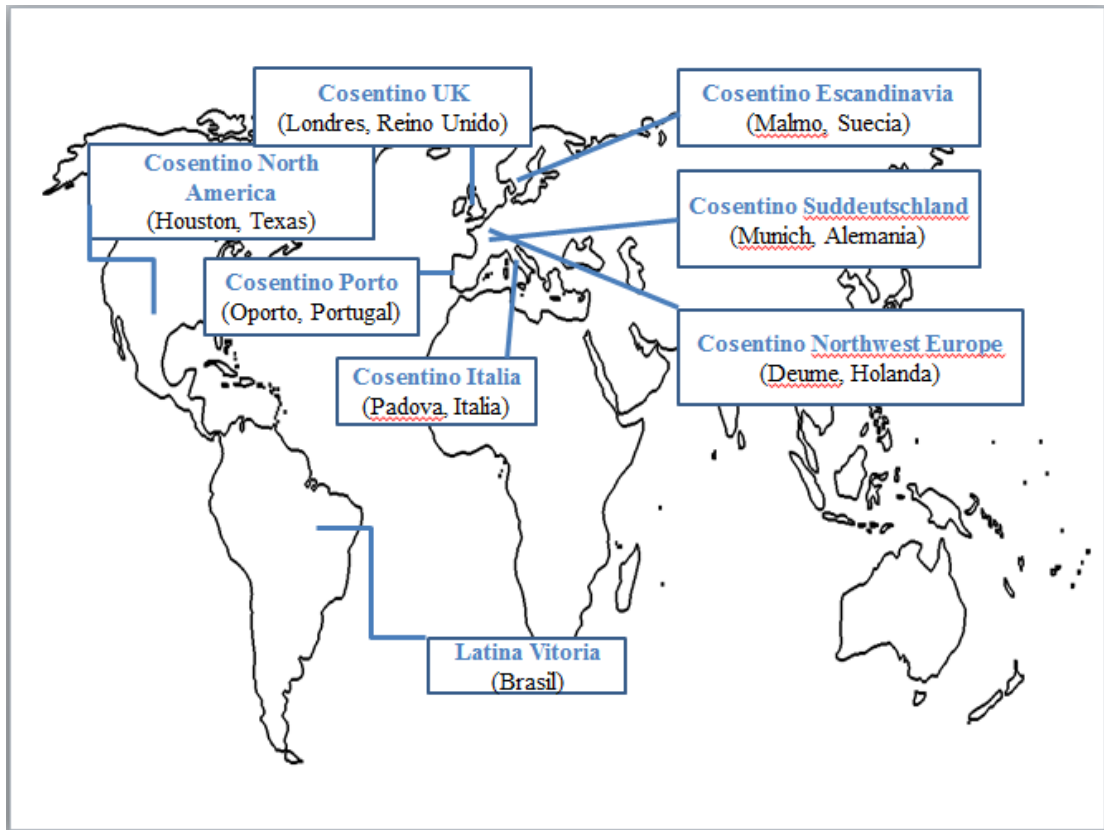 Cosentino UK
(Londres, Reino Unido)
Cosentino Escandinavia
(Malmo, Suecia)
Cosentino North
America
(Houston, Texas)
Cosentino Suddeutschland
(Munich, Alemania)
Cosentino Porto
(Oporto, Portugal)
Cosentino Northwest Europe
(Deume, Holanda)
Cosentino Italia
(Padova, Italia)
Latina Vitoria
(Brasil)